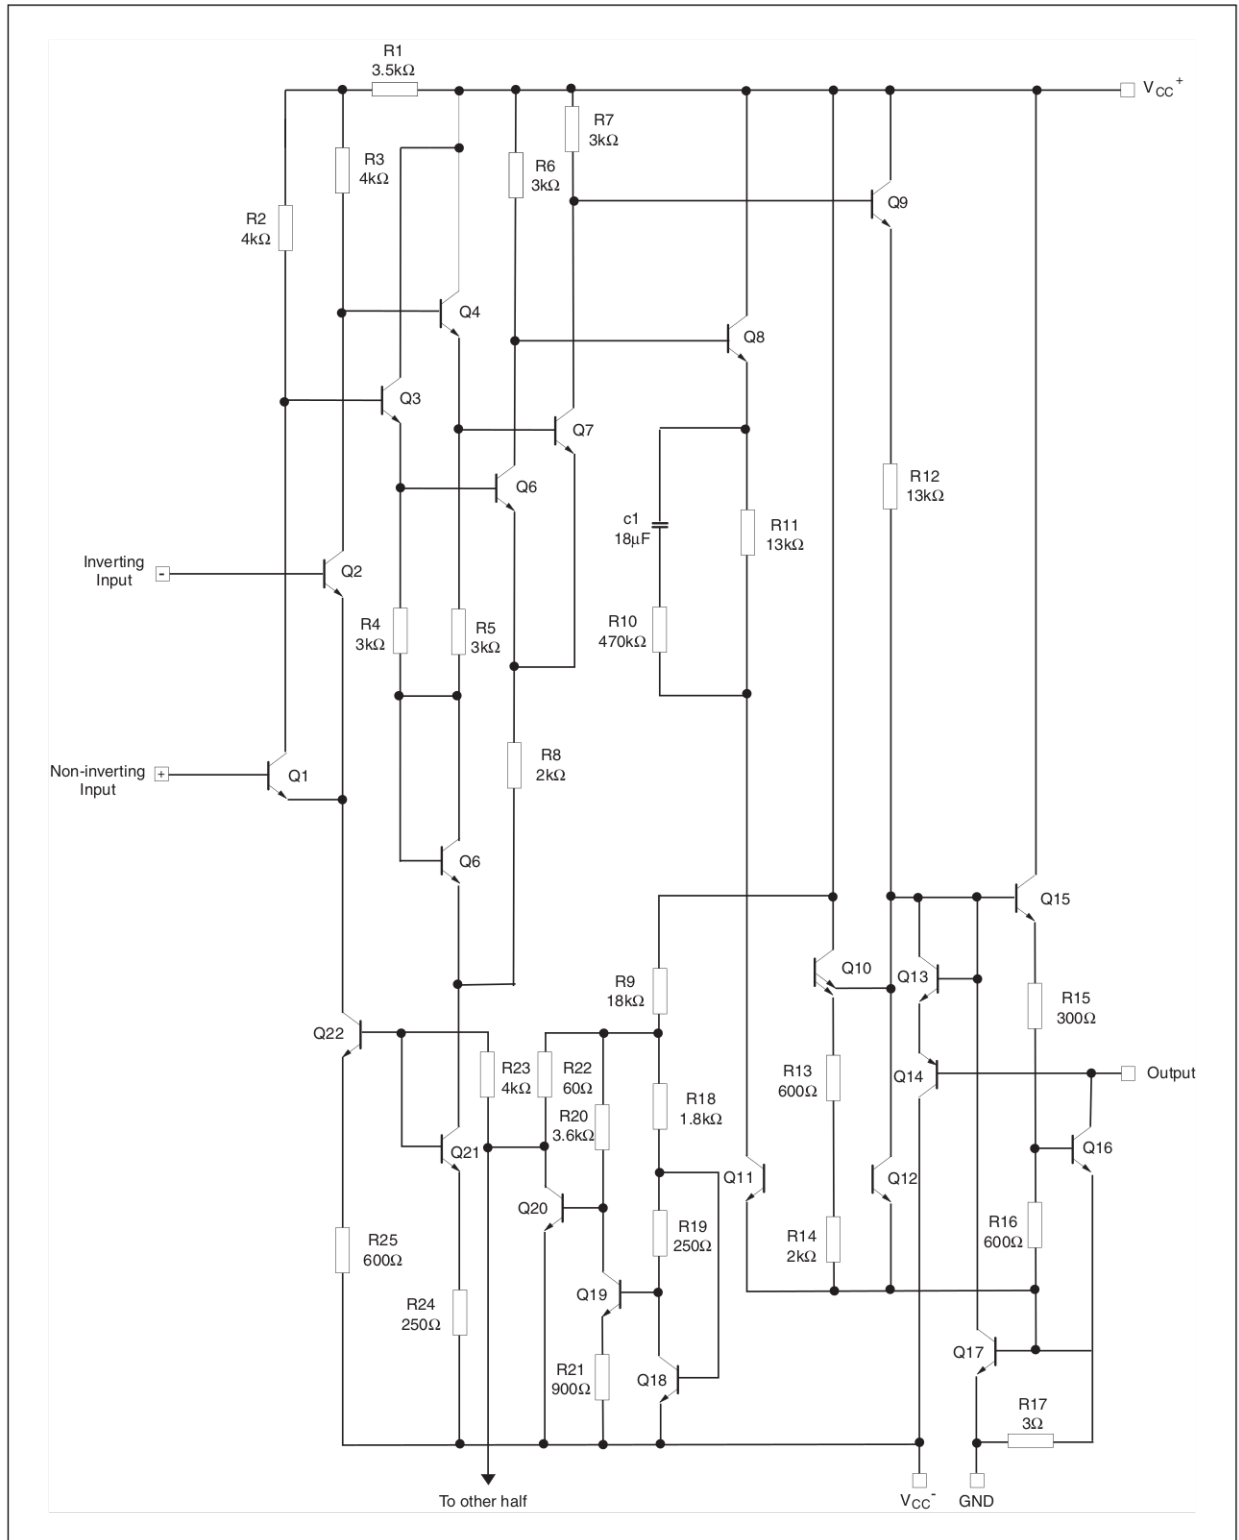 R1
3.5kΩ
VCC+
R7
3kΩ
R3
4kΩ
R6
3kΩ
Q9
R2
4kΩ
Q4
Q8
Q3
Q7
R12
13kΩ
Q6
c1
18μF
R11
13kΩ
Inverting
Input
-
Q2
R4
3kΩ
R5
3kΩ
R10
470kΩ
R8
2kΩ
Non-inverting
Input
+
Q1
Q6
Q15
R9
18kΩ
Q10
Q13
R15
300Ω
Q22
R23
4kΩ
R22
60Ω
R13
600Ω
Q14
Output
R18
1.8kΩ
R20
3.6kΩ
Q21
Q16
Q11
Q12
Q20
R19
250Ω
R14
2kΩ
R16
600Ω
R25
600Ω
Q19
R24
250Ω
Q17
R21
900Ω
Q18
R17
3Ω
To other half
VCC-
GND